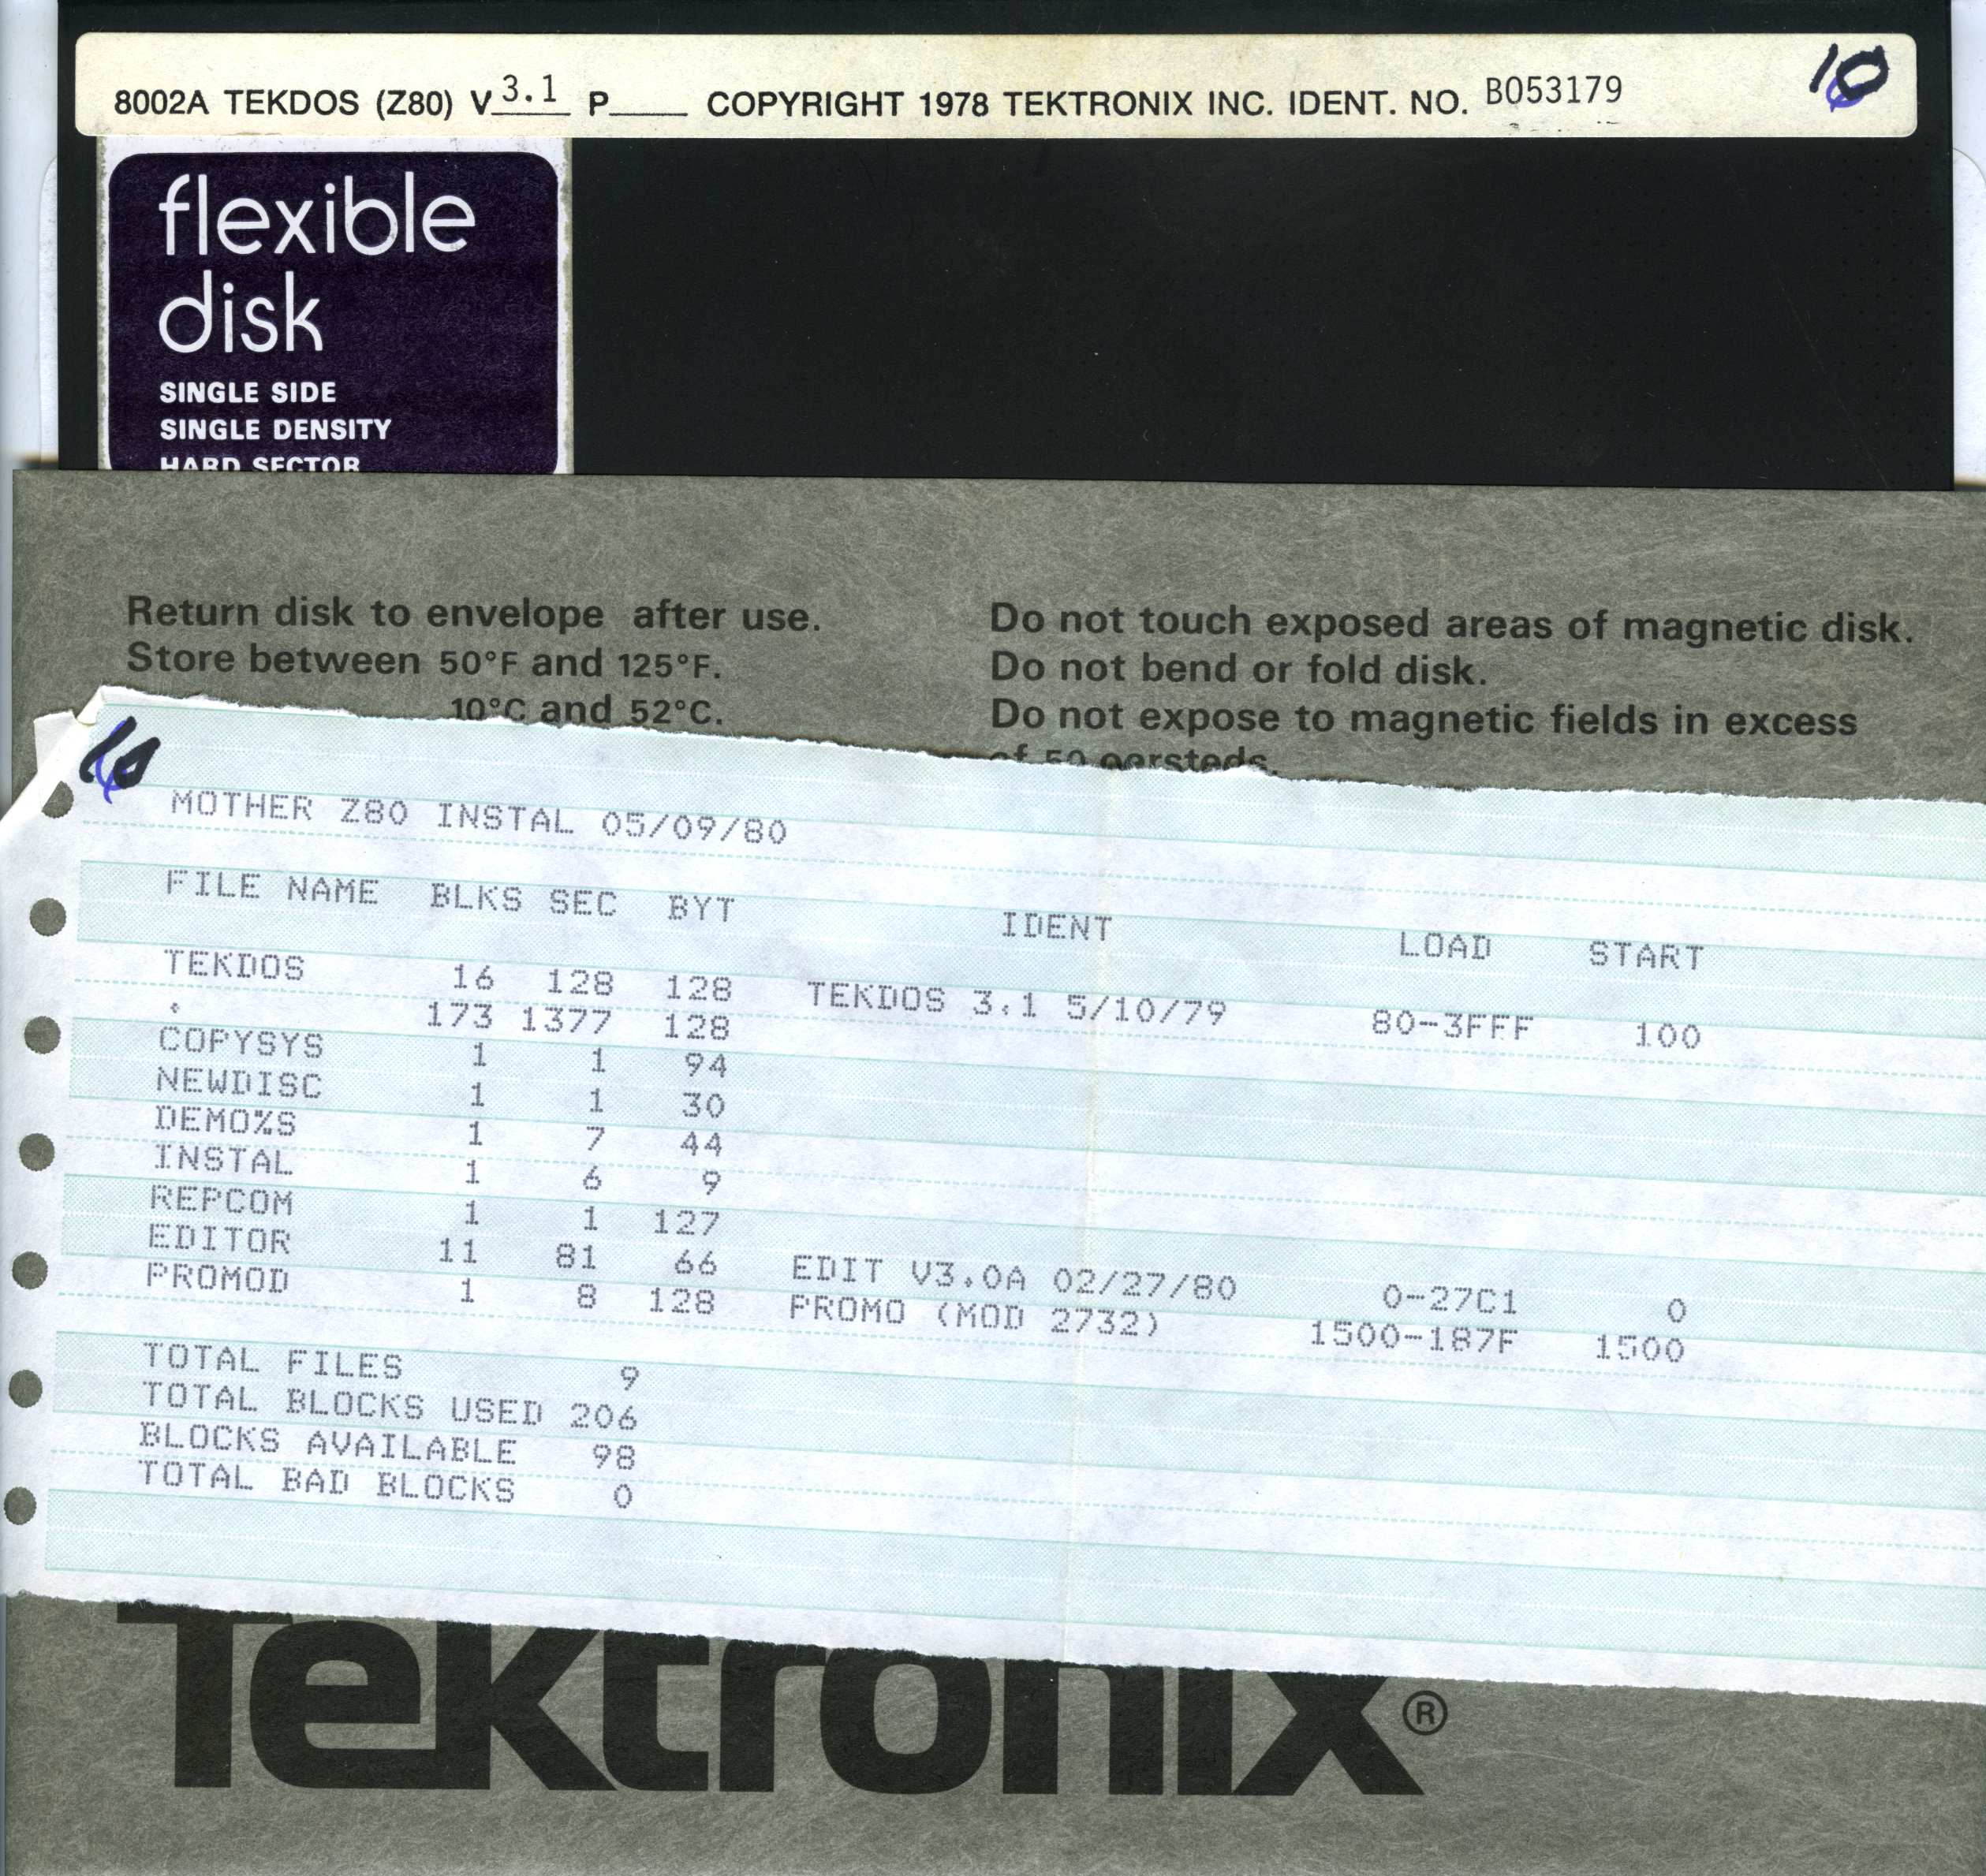 8002A TEKDOS (Z80) V 3.1 P____ COPYRIGHT 1978 TEKTRONIX INC. IDENT. NO. B053179
10
flexible
disk
SINGLE SIDE
SINGLE DENSITY
HARD SECTOR
Return disk to envelope after use.
Store between 50°F and 125°F.
10°C and 52°C.
Do not touch exposed areas of magnetic disk.
Do not bend or fold disk.
Do not expose to magnetic fields in excess
of 50 oersteds.
10
MOTHER Z80 INSTAL 05/09/80
FILE NAME BLKS SEC BYT IDENT LOAD START
TEKDOS 16 128 128 TEKDOS 3.1 5/10/79 80-3FFF 100
. 173 1377 128
COPYSYS 1 1 94
NEWDISC 1 1 30
DEMO%S 1 7 44
INSTAL 1 6 9
REPCOM 1 1 127
EDITOR 11 81 66 EDIT V3.0A 02/27/80 0-27C1 0
PROMOD 1 8 128 PROMO (MOD 2732) 1500-187F 1500
TOTAL FILES 9
TOTAL BLOCKS USED 206
BLOCKS AVAILABLE 98
TOTAL BAD BLOCKS 0
Tektronix®